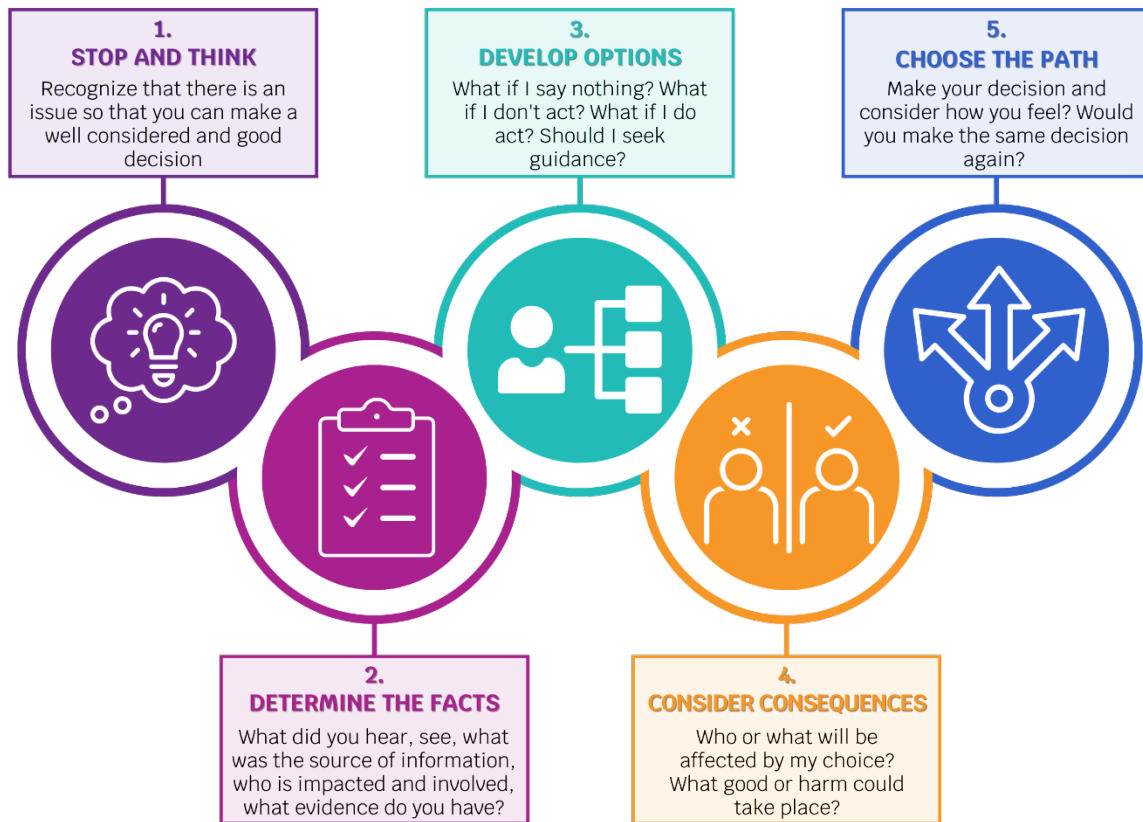 1.
STOP AND THINK
Recognize that there is an
issue so that you can make a
well considered and good
decision
2.
DETERMINE THE FACTS
What did you hear, see, what
was the source of information,
who is impacted and involved,
what evidence do you have?
3.
DEVELOP OPTIONS
What if I say nothing? What
if I don't act? What if I do
act? Should I seek
guidance?
4.
CONSIDER CONSEQUENCES
Who or what will be
affected by my choice?
What good or harm could
take place?
5.
CHOOSE THE PATH
Make your decision and
consider how you feel? Would
you make the same decision
again?